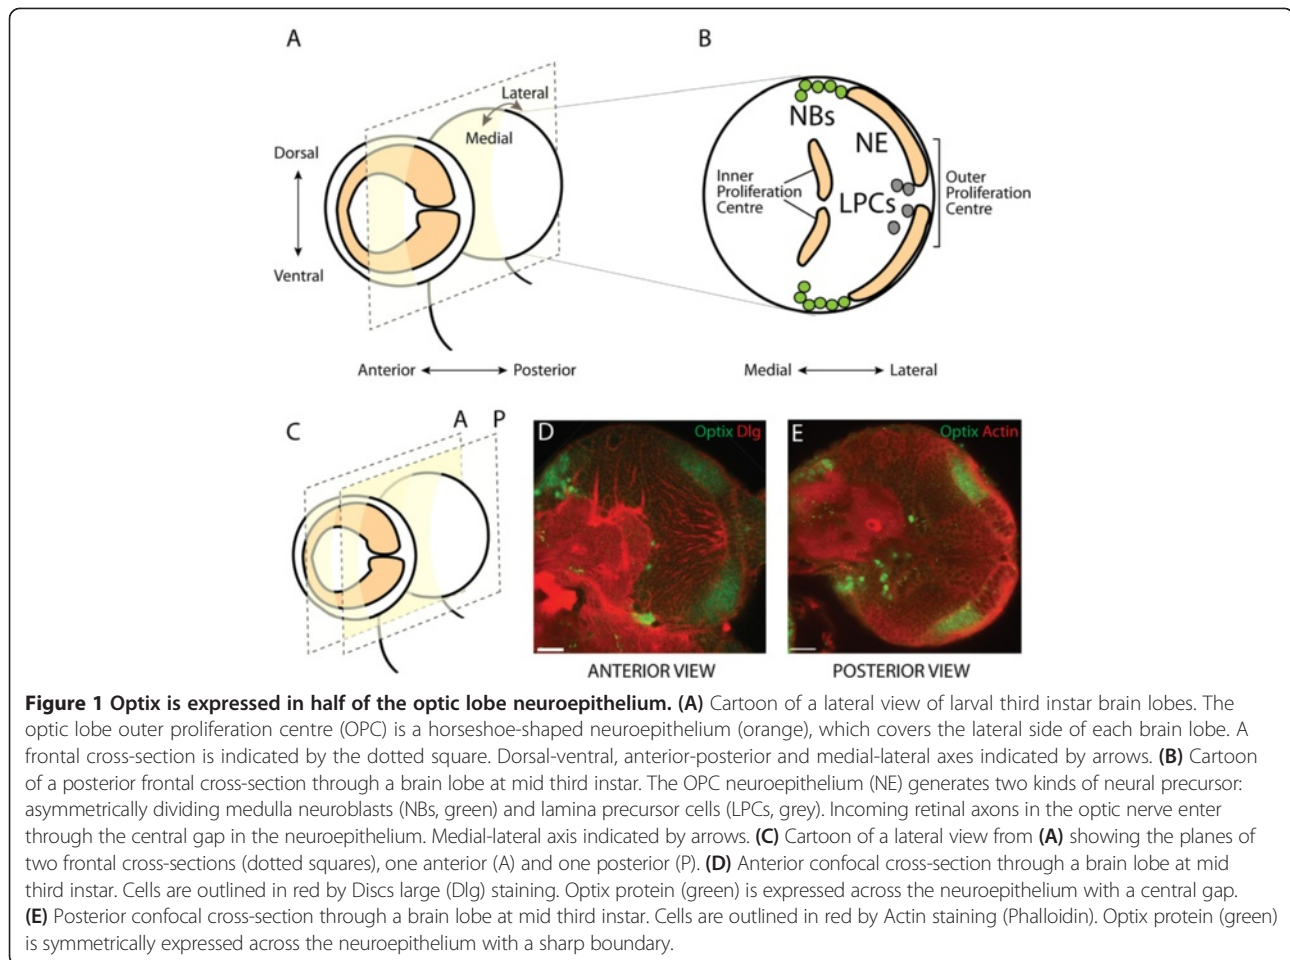 A
B
Lateral
Medial
Dorsal
Ventral
NBs
NE
Inner
Proliferation
Centre
LPCs
Outer
Proliferation
Centre
Anterior
Posterior
Medial
Lateral
C
A
P
D
Optix Dlg
E
Optix Actin
ANTERIOR VIEW
POSTERIOR VIEW
Figure 1 Optix is expressed in half of the optic lobe neuroepithelium. (A) Cartoon of a lateral view of larval third instar brain lobes. The
optic lobe outer proliferation centre (OPC) is a horseshoe-shaped neuroepithelium (orange), which covers the lateral side of each brain lobe. A
frontal cross-section is indicated by the dotted square. Dorsal-ventral, anterior-posterior and medial-lateral axes indicated by arrows. (B) Cartoon
of a posterior frontal cross-section through a brain lobe at mid third instar. The OPC neuroepithelium (NE) generates two kinds of neural precursor:
asymmetrically dividing medulla neuroblasts (NBs, green) and lamina precursor cells (LPCs, grey). Incoming retinal axons in the optic nerve enter
through the central gap in the neuroepithelium. Medial-lateral axis indicated by arrows. (C) Cartoon of a lateral view from (A) showing the planes of
two frontal cross-sections (dotted squares), one anterior (A) and one posterior (P). (D) Anterior confocal cross-section through a brain lobe at mid
third instar. Cells are outlined in red by Discs large (Dlg) staining. Optix protein (green) is expressed across the neuroepithelium with a central gap.
(E) Posterior confocal cross-section through a brain lobe at mid third instar. Cells are outlined in red by Actin staining (Phalloidin). Optix protein (green)
is symmetrically expressed across the neuroepithelium with a sharp boundary.